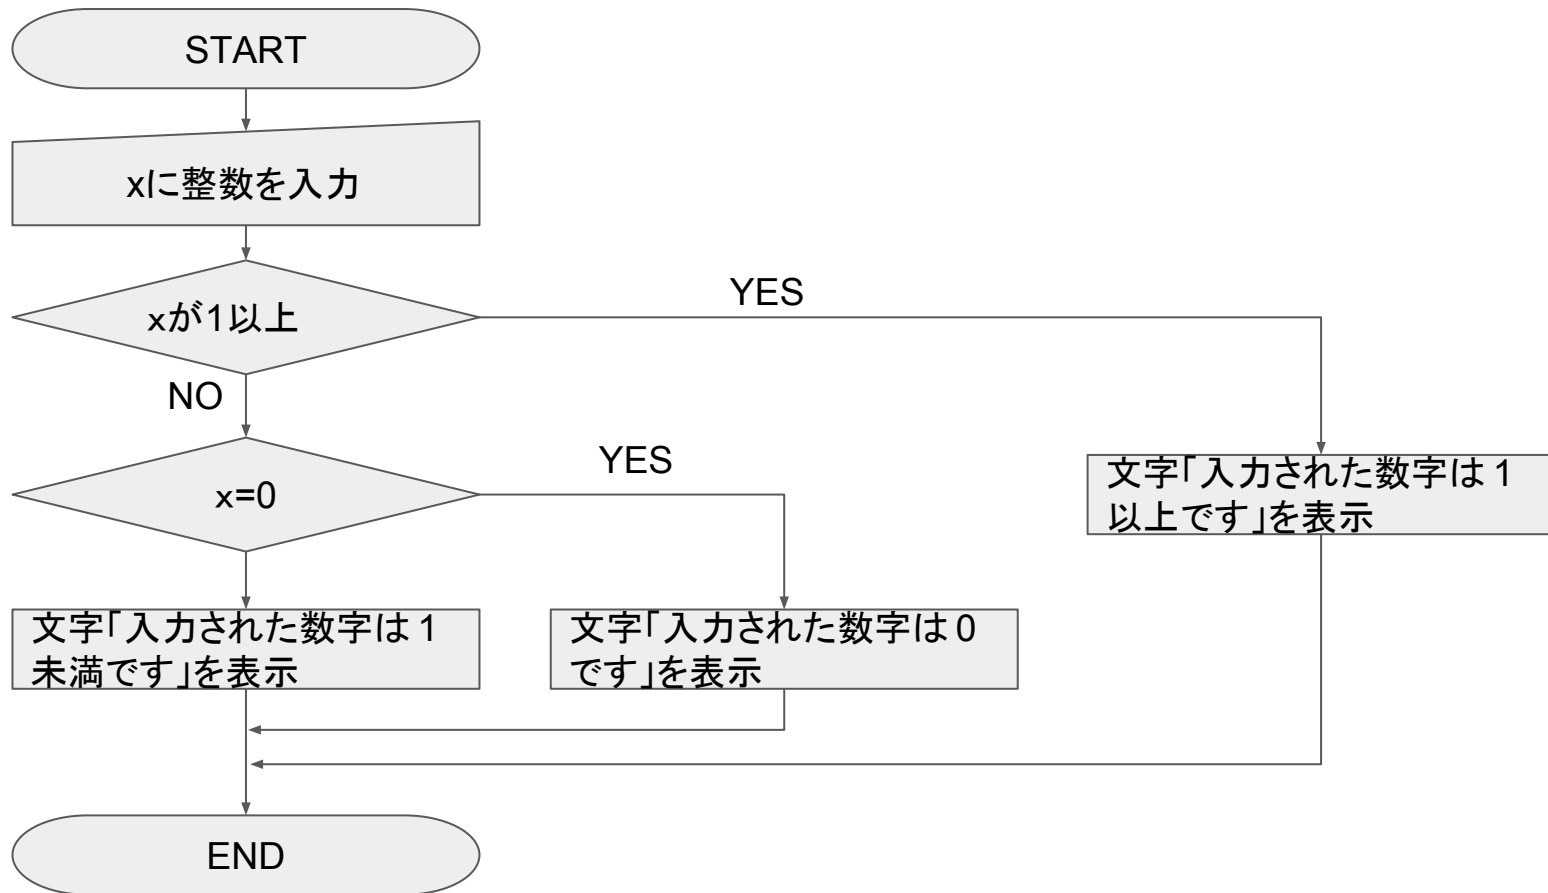 START
xに整数を入力
xが1以上
YES
NO
x=0
YES
文字「入力された数字は1
以上です」を表示
文字「入力された数字は1
未満です」を表示
文字「入力された数字は0
です」を表示
END